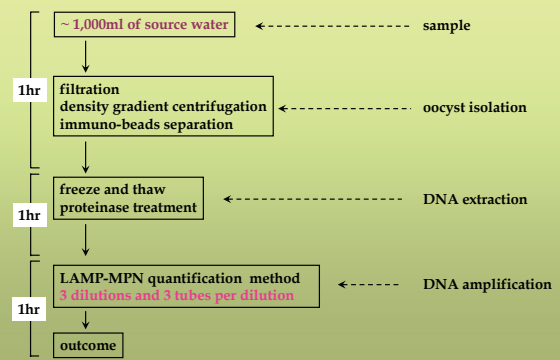 ~ 1,000ml of source water
sample
1hr
filtration
density gradient centrifugation
immuno-beads separation
oocyst isolation
freeze and thaw
proteinase treatment
DNA extraction
1hr
LAMP-MPN quantification method
3 dilutions and 3 tubes per dilution
DNA amplification
1hr
outcome